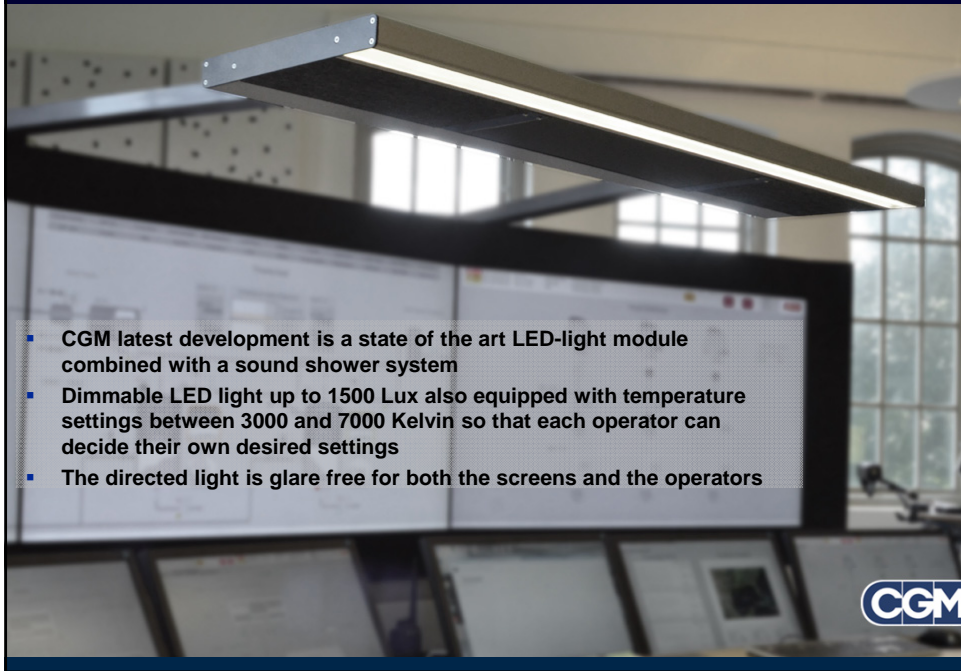 ▪ CGM latest development is a state of the art LED-light module
combined with a sound shower system
▪ Dimmable LED light up to 1500 Lux also equipped with temperature
settings between 3000 and 7000 Kelvin so that each operator can
decide their own desired settings
▪ The directed light is glare free for both the screens and the operators
CGM